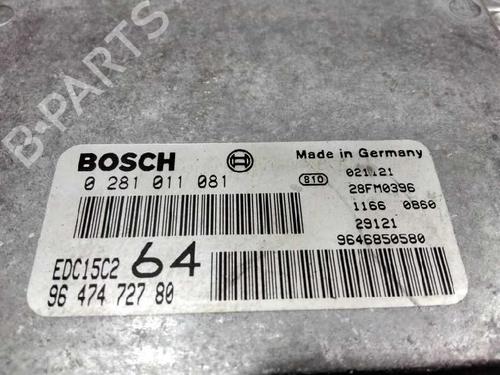 B-PARTS
BOSCH
Made in Germany
0 281 011 081
810
021121
28FM0396
1166 0860
29121
EDC15C2 64
9646850580
96 474 727 80